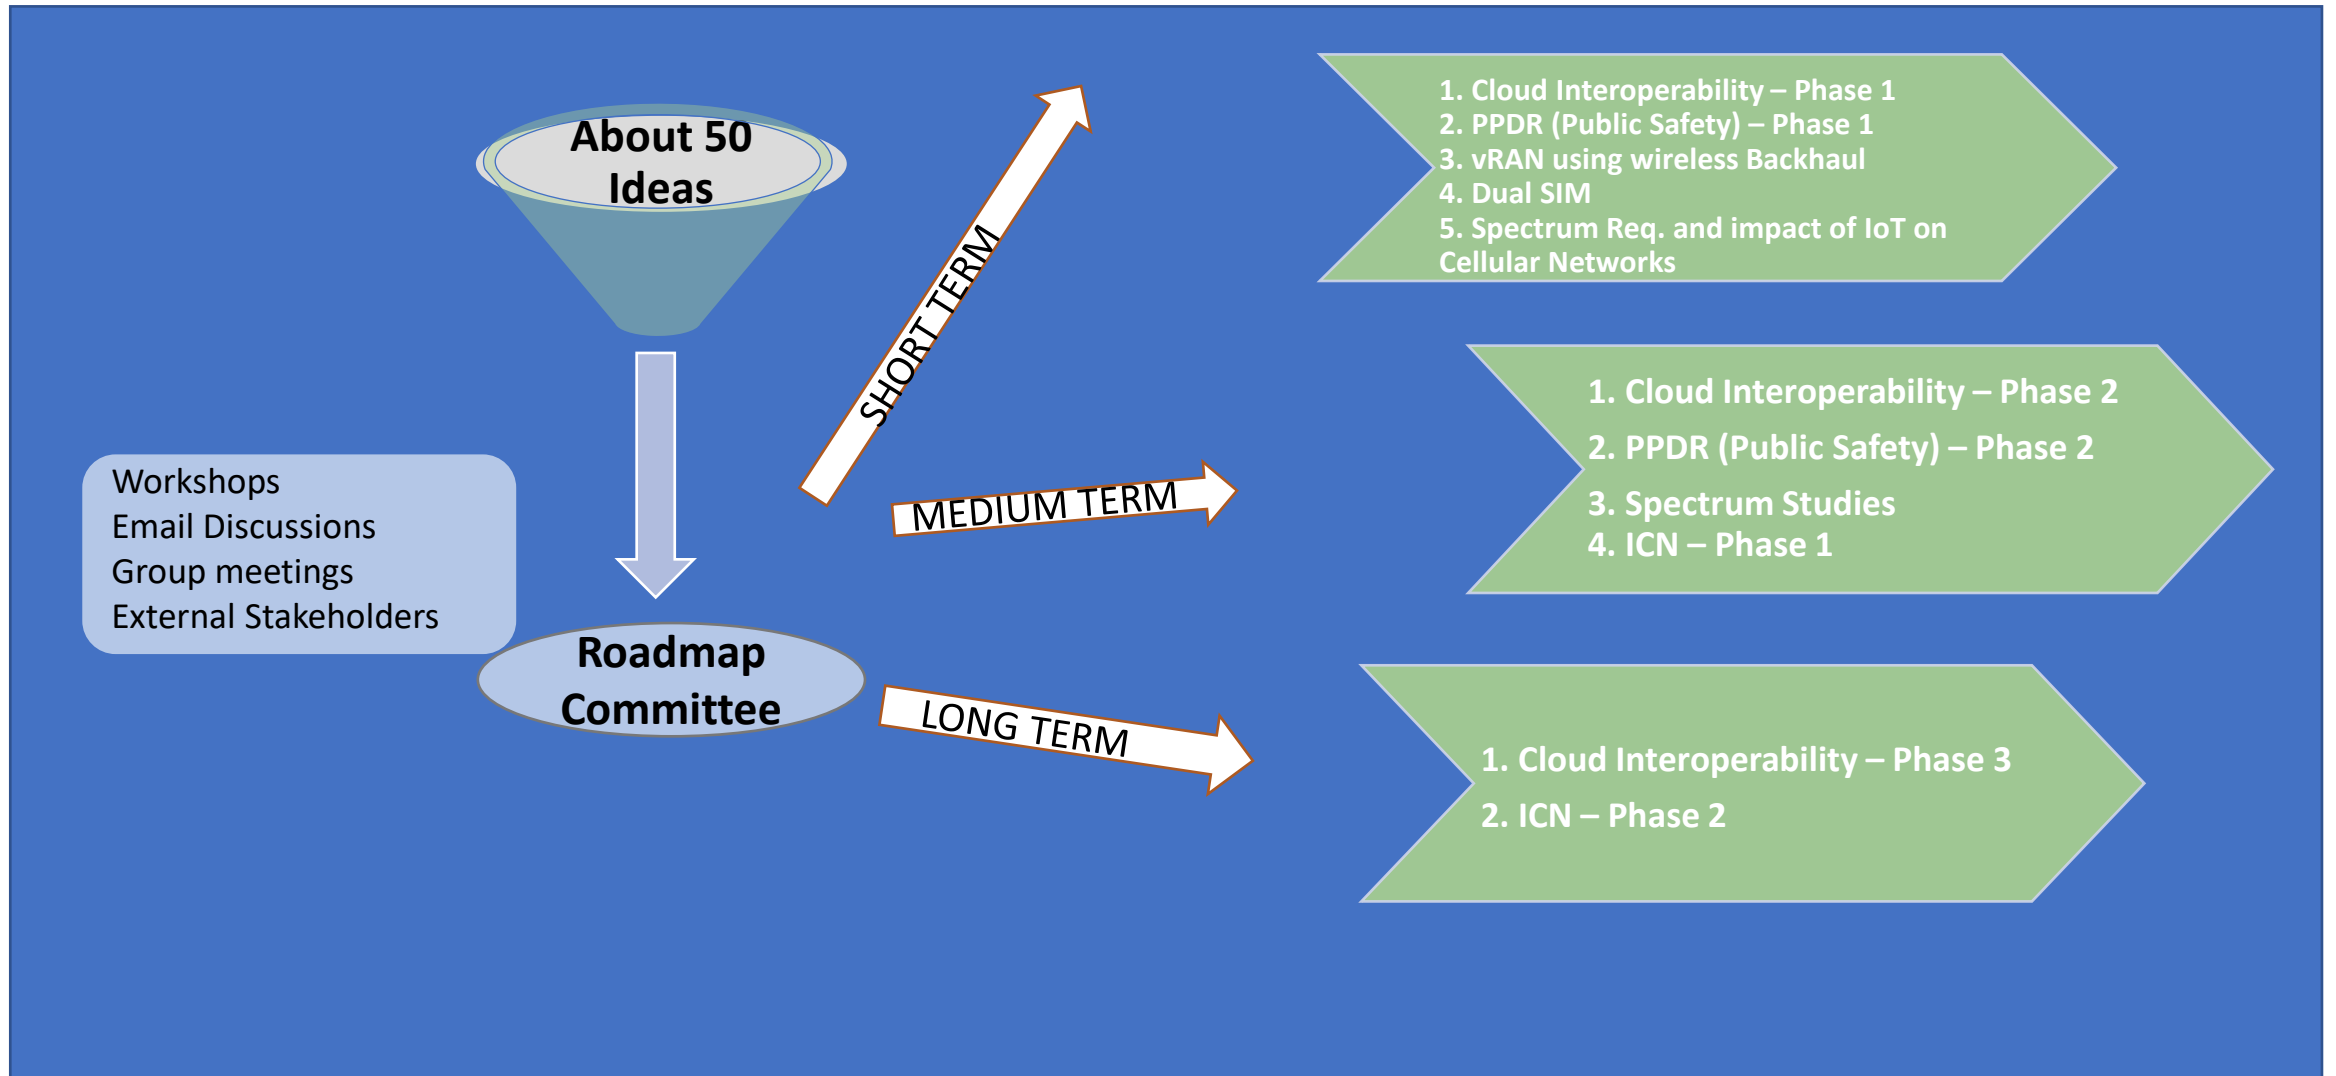 About 50
Ideas
Workshops
Email Discussions
Group meetings
External Stakeholders
Roadmap
Committee
SHORT TERM
1. Cloud Interoperability – Phase 1
2. PPDR (Public Safety) – Phase 1
3. vRAN using wireless Backhaul
4. Dual SIM
5. Spectrum Req. and impact of IoT on
Cellular Networks
MEDIUM TERM
1. Cloud Interoperability – Phase 2
2. PPDR (Public Safety) – Phase 2
3. Spectrum Studies
4. ICN – Phase 1
LONG TERM
1. Cloud Interoperability – Phase 3
2. ICN – Phase 2